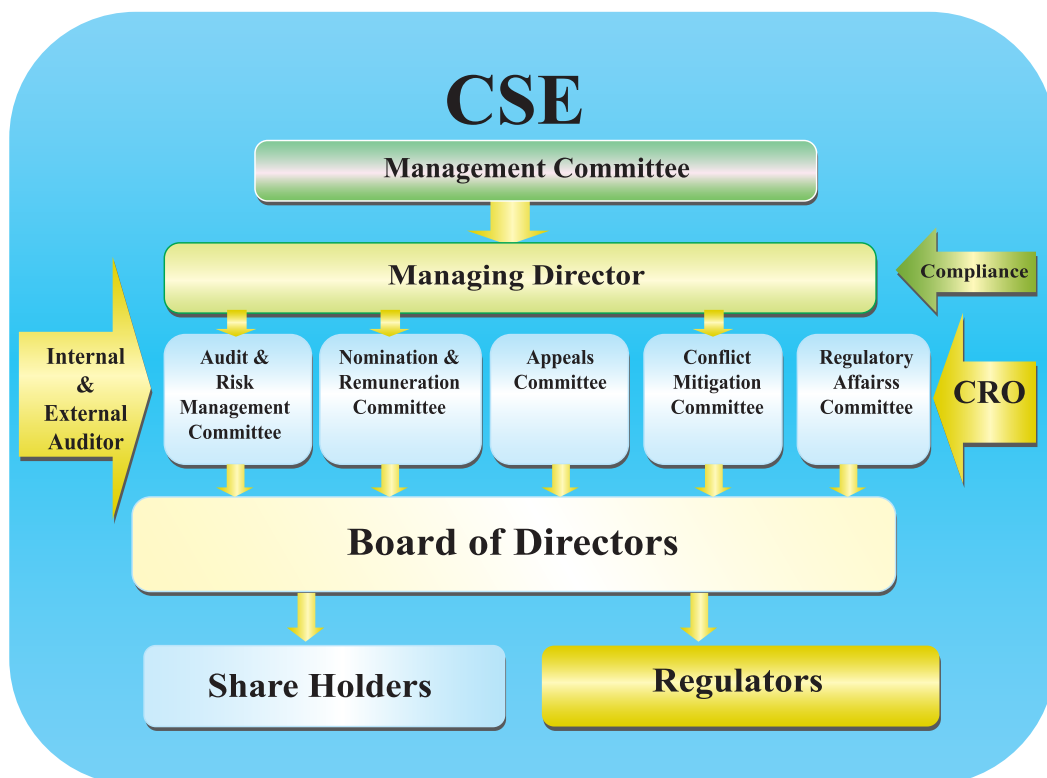 CSE
Management Committee
Managing Director
Compliance
Internal
&
External
Auditor
Audit &
Risk
Management
Committee
Nomination &
Remuneration
Committee
Appeals
Committee
Conflict
Mitigation
Committee
Regulatory
Affairss
Committee
CRO
Board of Directors
Share Holders
Regulators